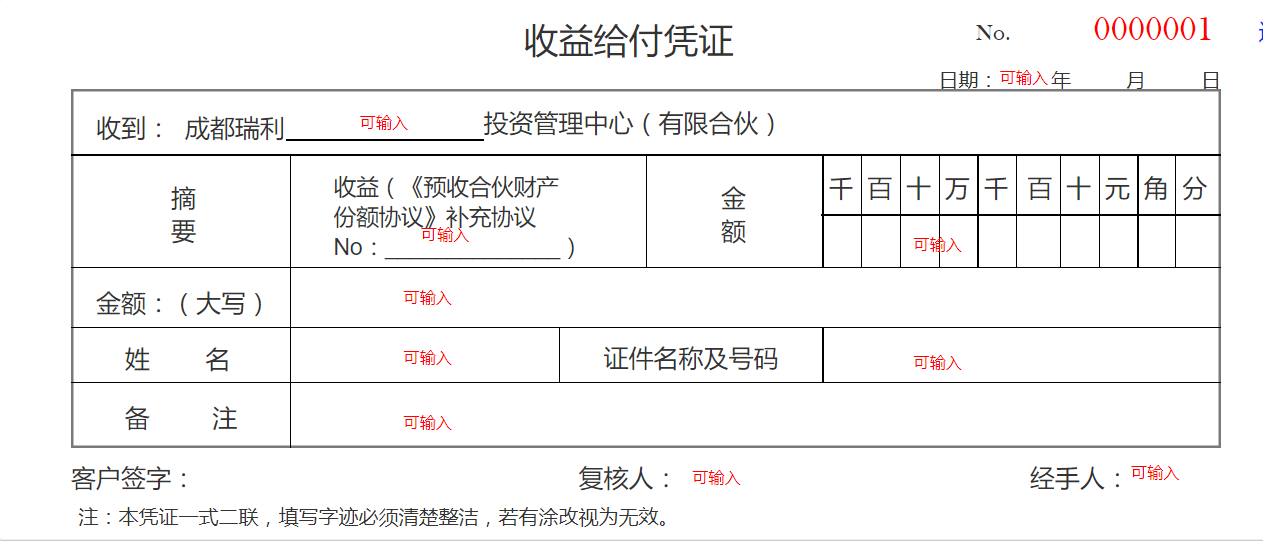 收益给付凭证 No. 0000001
日期：可输入 年 月 日
收到： 成都瑞利 可输入 投资管理中心（有限合伙）
摘要 收益（《预收合伙财产 金额 千 百 十 万 千 百 十 元 角 分
份额协议》补充协议
可输入 可输入
No：________________ ）
金额：（大写） 可输入
姓 名 可输入 证件名称及号码 可输入
备 注 可输入
客户签字： 复核人： 可输入 经手人： 可输入
注：本凭证一式二联，填写字迹必须清楚整洁，若有涂改视为无效。